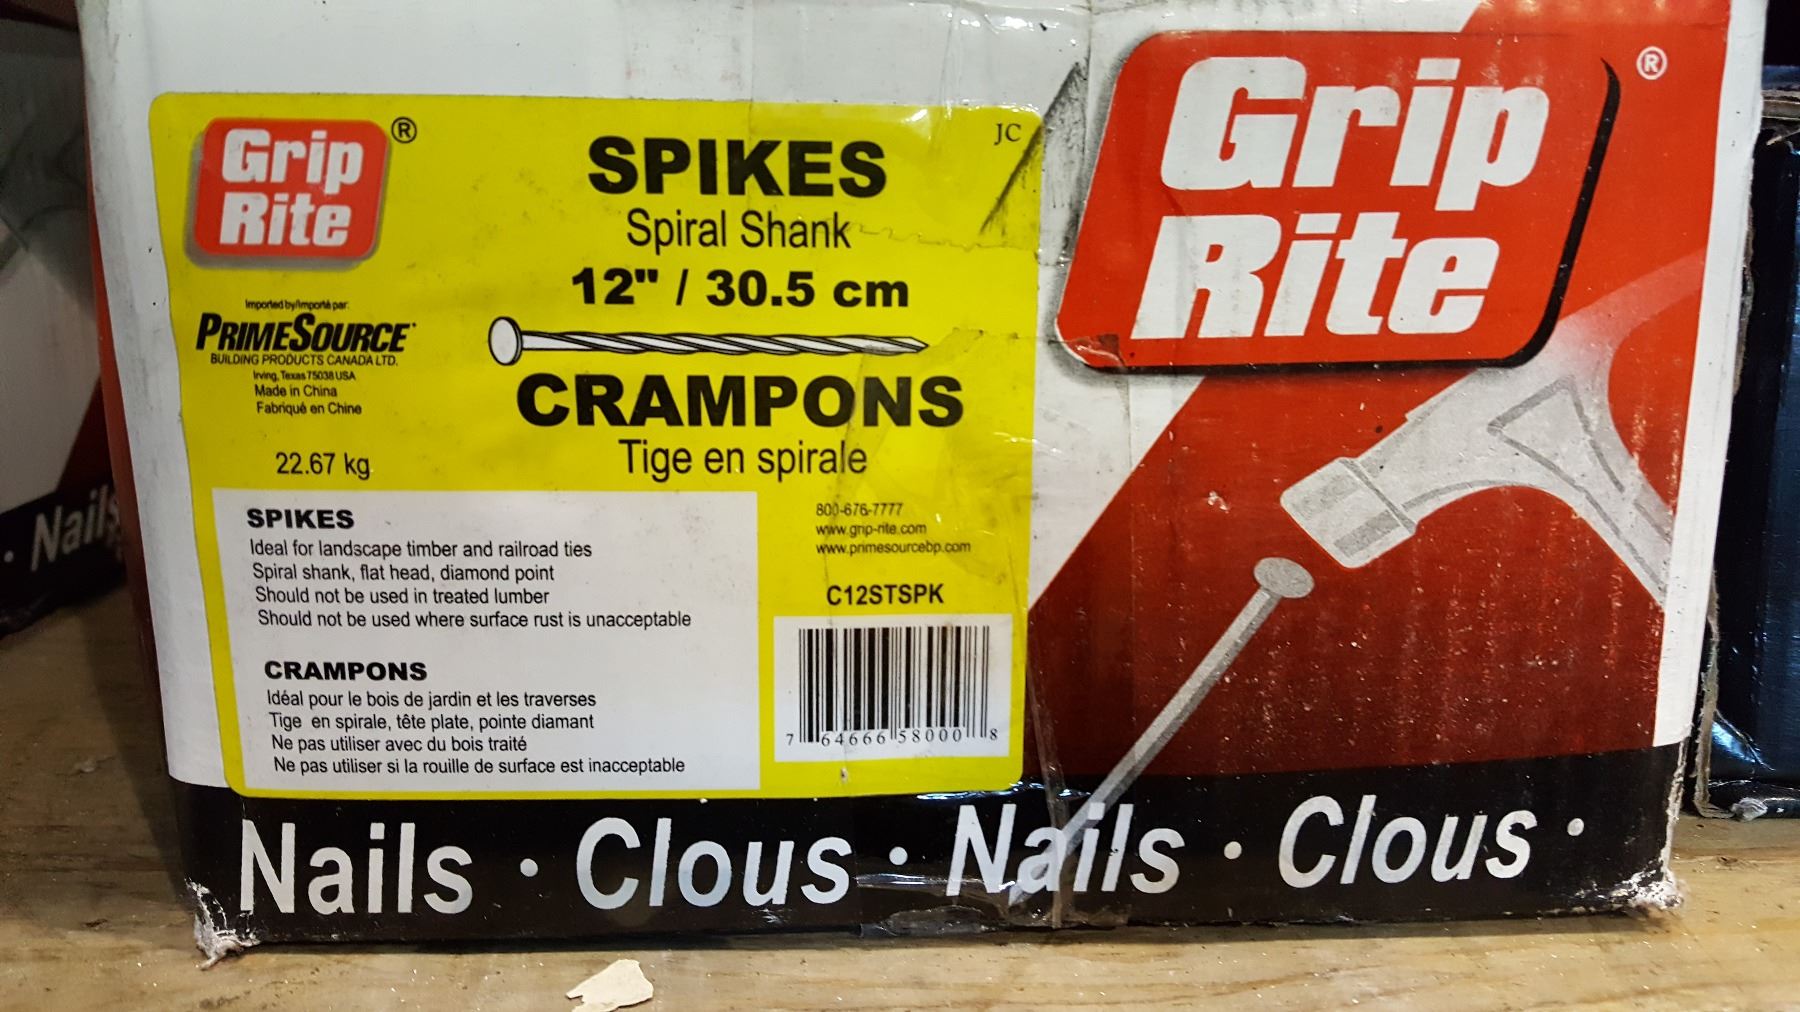 Grip
Rite
®
SPIKES
JC
Spiral Shank
12" / 30.5 cm
Imported by/Importé par:
PRIMESOURCE
BUILDING PRODUCTS CANADA LTD.
Irving, Texas 75038 USA
Made in China
Fabriqué en Chine
22.67 kg
CRAMPONS
Tige en spirale
SPIKES
Ideal for landscape timber and railroad ties
Spiral shank, flat head, diamond point
Should not be used in treated lumber
Should not be used where surface rust is unacceptable
CRAMPONS
Idéal pour le bois de jardin et les traverses
Tige en spirale, tête plate, pointe diamant
Ne pas utiliser avec du bois traité
Ne pas utiliser si la rouille de surface est inacceptable
800-676-7777
www.grip-rite.com
www.primesourcebp.com
C12STSPK
7 64666 58000 8
Grip
Rite
®
Nails · Clous · Nails · Clous ·
· Nails